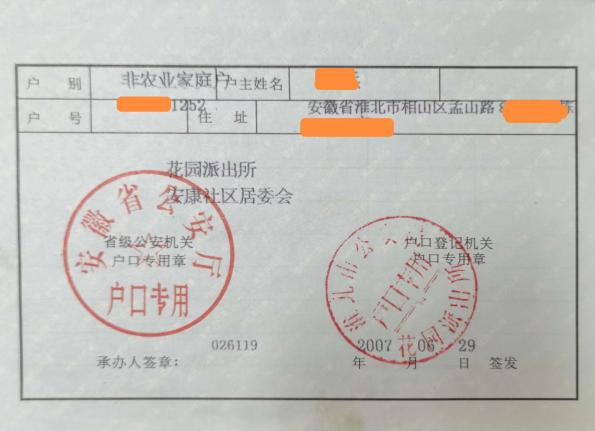 户 别 非农业家庭户 户主姓名
户 号 1252 住 址 安徽省淮北市相山区孟山路8 栋
花园派出所
安康社区居委会
安徽省公安厅
省级公安机关
户口专用章
户口专用
淮北市公安局 花园派出所
户口登记机关
户口专用章
户口专用
026119
承办人签章:
2007 06 29
年 月 日 签发